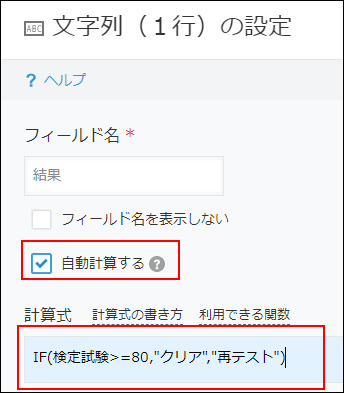 ABC 文字列（１行）の設定
? ヘルプ
フィールド名 *
結果
フィールド名を表示しない
自動計算する ?
計算式 計算式の書き方 利用できる関数
IF(検定試験>=80,"クリア","再テスト")